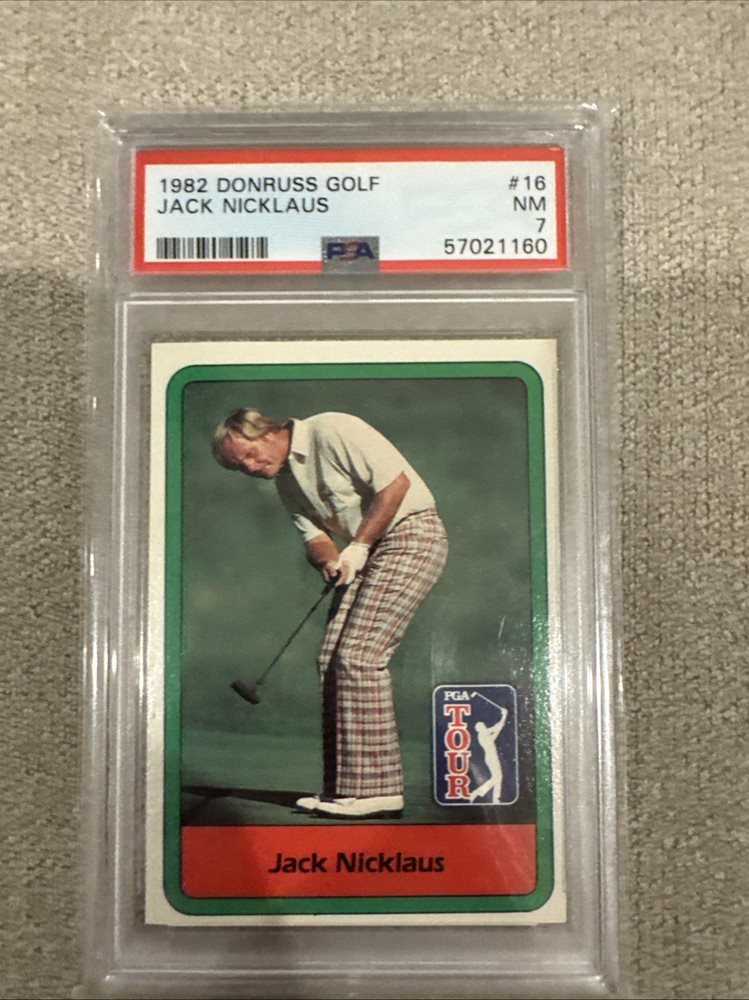 1982 DONRUSS GOLF #16
JACK NICKLAUS NM
7
PSA 57021160
PGA
TOUR
Jack Nicklaus